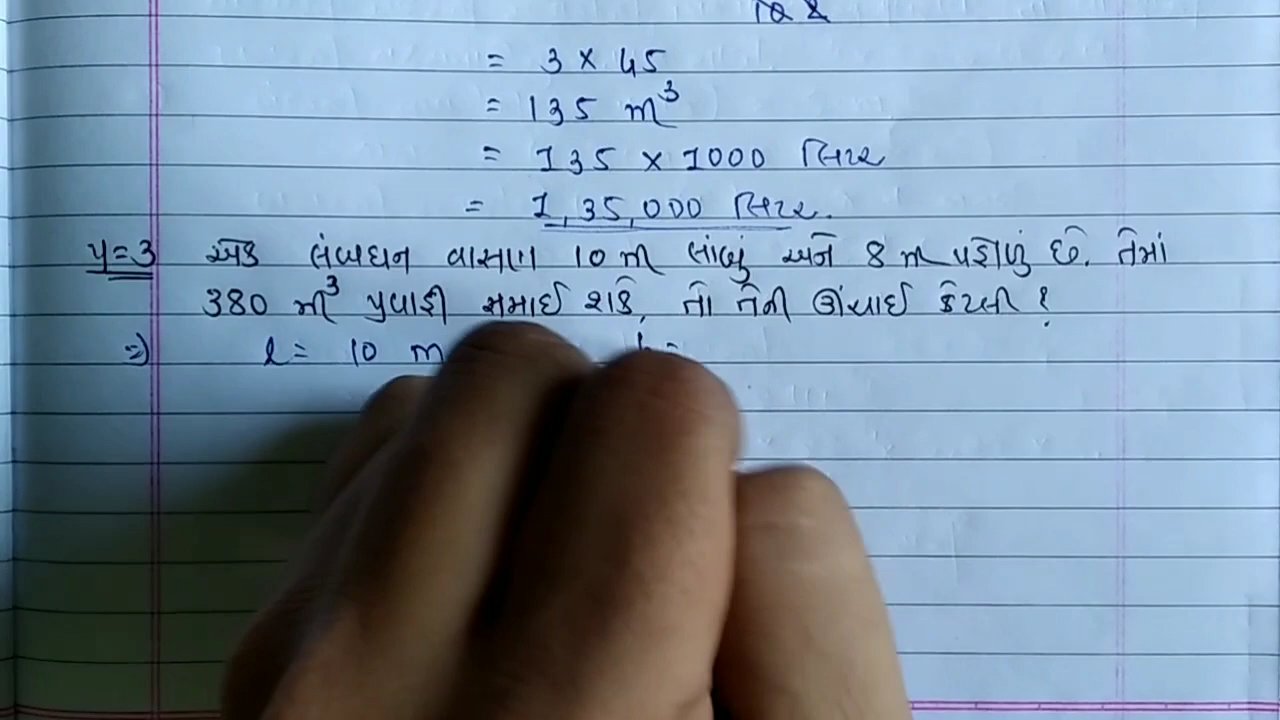 = 3 × 45
= 135 m³
= 135 × 1000 લિટર
= 1,35,000 લિટર.
પ્ર=3 એક લંબઘન વાસણ 10 m લાંબું અને 8 m પહોળું છે. તેમાં
380 મી³ પ્રવાહી સમાઈ શકે, તો તેની ઊંચાઈ કેટલી ?
⇒ l = 10 m